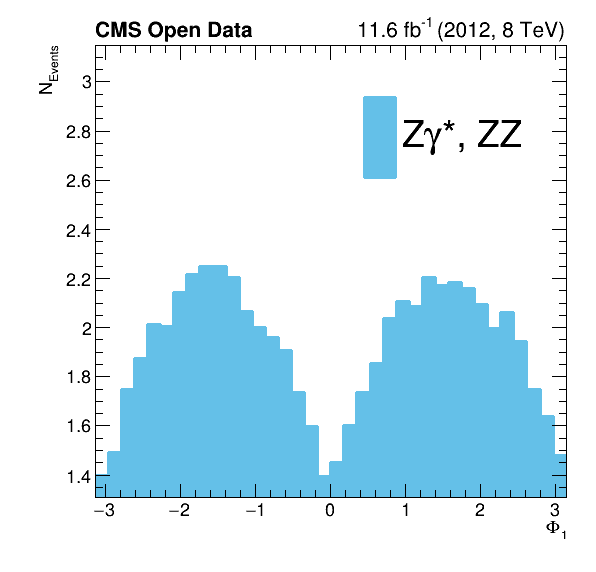 CMS Open Data 11.6 fb⁻¹ (2012, 8 TeV)
N_Events
3
2.8
2.6
2.4
2.2
2
1.8
1.6
1.4
Zγ*, ZZ
−3 −2 −1 0 1 2 3
Φ₁